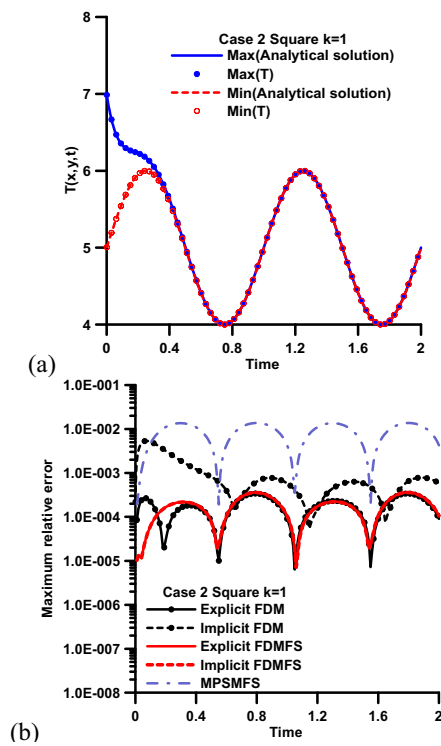 8
Case 2 Square k=1
Max(Analytical solution)
Max(T)
Min(Analytical solution)
Min(T)
7
T(x,y,t)
6
5
4
0
0.4
0.8
1.2
1.6
2
Time
(a)
1.0E-001
1.0E-002
1.0E-003
1.0E-004
1.0E-005
1.0E-006
1.0E-007
1.0E-008
Maximum relative error
Case 2 Square k=1
Explicit FDM
Implicit FDM
Explicit FDMFS
Implicit FDMFS
MPSMFS
0
0.4
0.8
1.2
1.6
2
Time
(b)